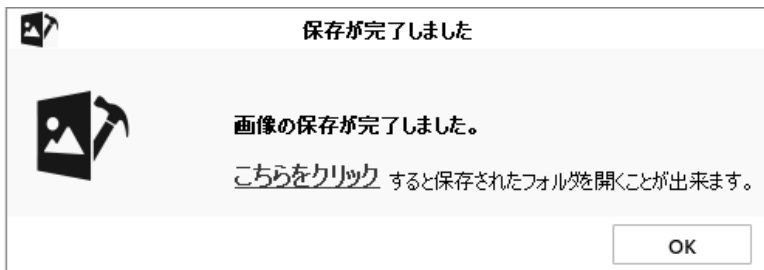 保存が完了しました
画像の保存が完了しました。
こちらをクリック すると保存されたフォルダを開くことが出来ます。
OK